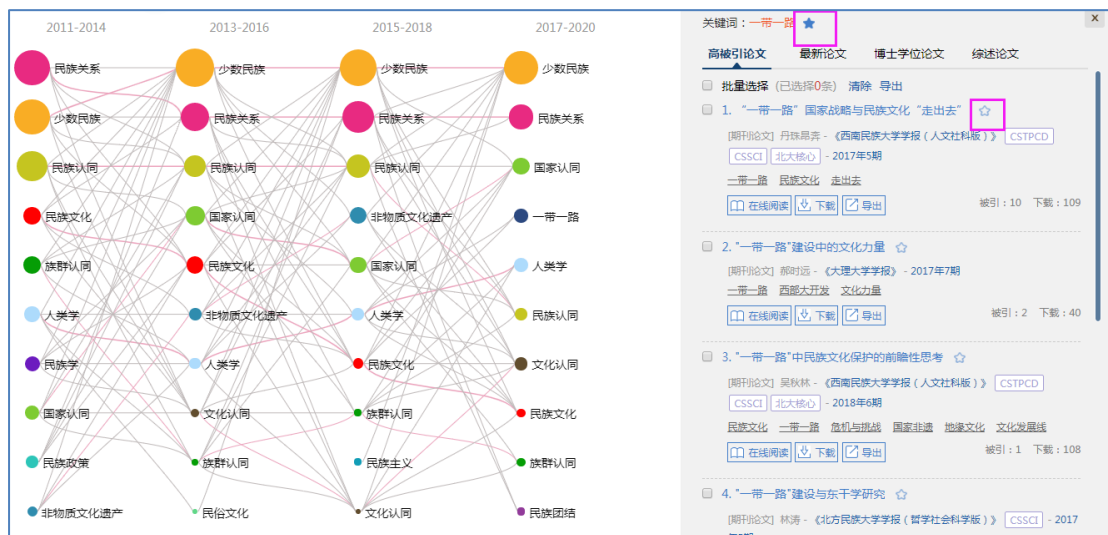 2011-2014
2013-2016
2015-2018
2017-2020
民族关系
少数民族
少数民族
少数民族
少数民族
民族关系
民族关系
民族关系
民族认同
民族认同
民族认同
国家认同
民族文化
国家认同
非物质文化遗产
一带一路
族群认同
民族文化
国家认同
人类学
人类学
非物质文化遗产
人类学
民族认同
民族学
人类学
民族文化
文化认同
国家认同
文化认同
族群认同
民族文化
民族政策
族群认同
民族主义
族群认同
非物质文化遗产
民俗文化
文化认同
民族团结
关键词：一带一路
x
高被引论文 最新论文 博士学位论文 综述论文
批量选择 (已选择0条) 清除 导出
1. “一带一路”国家战略与民族文化“走出去”
[期刊论文] 丹珠昂奔 - 《西南民族大学学报（人文社科版）》 CSTPCD
CSSCI 北大核心 - 2017年5期
一带一路 民族文化 走出去
在线阅读 下载 导出 被引：10 下载：109
2. "一带一路"建设中的文化力量
[期刊论文] 郝时远 - 《大理大学学报》 - 2017年7期
一带一路 西部大开发 文化力量
在线阅读 下载 导出 被引：2 下载：40
3. "一带一路"中民族文化保护的前瞻性思考
[期刊论文] 吴秋林 - 《西南民族大学学报（人文社科版）》 CSTPCD
CSSCI 北大核心 - 2018年6期
民族文化 一带一路 危机与挑战 国家非遗 地缘文化 文化发展线
在线阅读 下载 导出 被引：1 下载：108
4. "一带一路"建设与东干学研究
[期刊论文] 林涛 - 《北方民族大学学报（哲学社会科学版）》 CSSCI - 2017